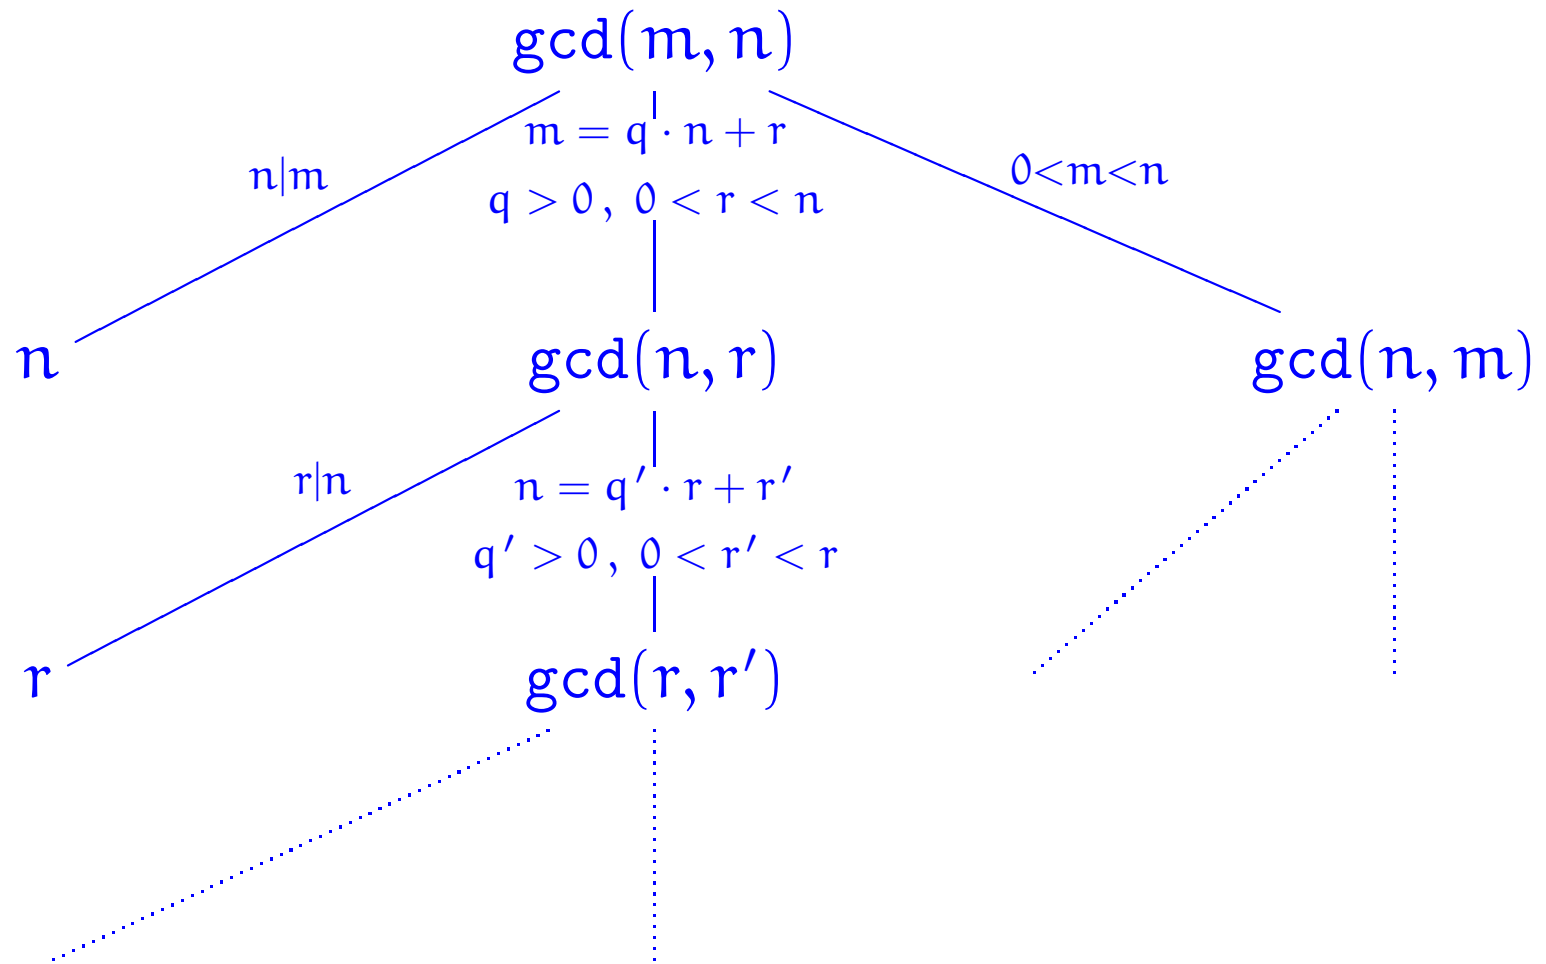 gcd(m, n)
m = q · n + r
n|m
0<m<n
q > 0 , 0 < r < n
n
gcd(n, r)
gcd(n, m)
r|n
n = q′ · r + r′
q′ > 0 , 0 < r′ < r
r
gcd(r, r′)